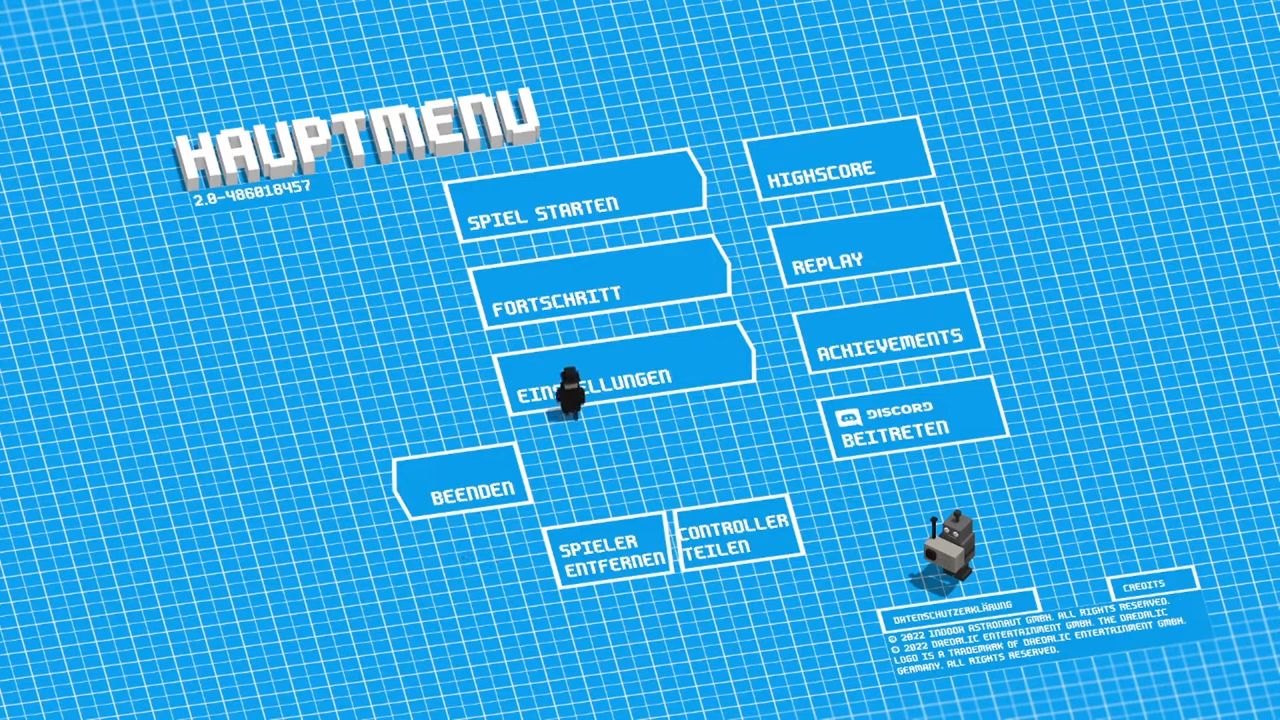 HAUPTMENU
2.0-486018457
SPIEL STARTEN
FORTSCHRITT
EINSTELLUNGEN
BEENDEN
SPIELER
ENTFERNEN
CONTROLLER
TEILEN
HIGHSCORE
REPLAY
ACHIEVEMENTS
DISCORD
BEITRETEN
CREDITS
DATENSCHUTZERKLÄRUNG
© 2022 INDOOR ASTRONAUT GMBH. ALL RIGHTS RESERVED.
© 2022 DAEDALIC ENTERTAINMENT GMBH. THE DAEDALIC
LOGO IS A TRADEMARK OF DAEDALIC ENTERTAINMENT GMBH.
GERMANY. ALL RIGHTS RESERVED.